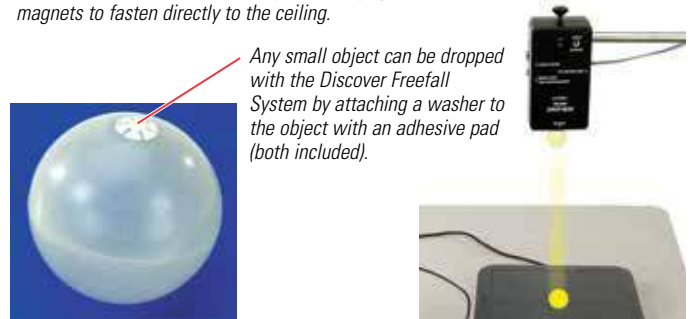 magnets to fasten directly to the ceiling.
Any small object can be dropped
with the Discover Freefall
System by attaching a washer to
the object with an adhesive pad
(both included).